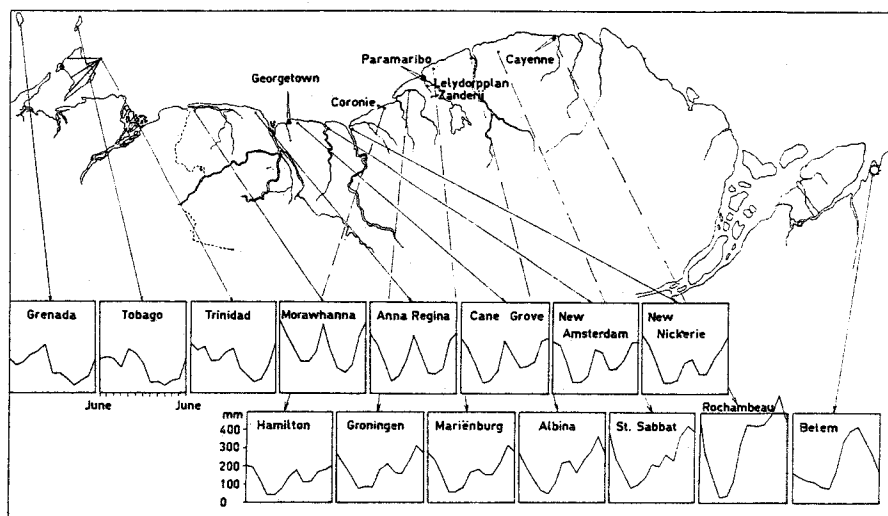 Paramaribo
Cayenne
Georgetown
Lelydorpplan
Zanderij
Coronie
Grenada
Tobago
Trinidad
Morawhanna
Anna Regina
Cane Grove
New Amsterdam
New Nickerie
June
June
mm
400
300
200
100
0
Hamilton
Groningen
Mariënburg
Albina
St. Sabbat
Rochambeau
Belem